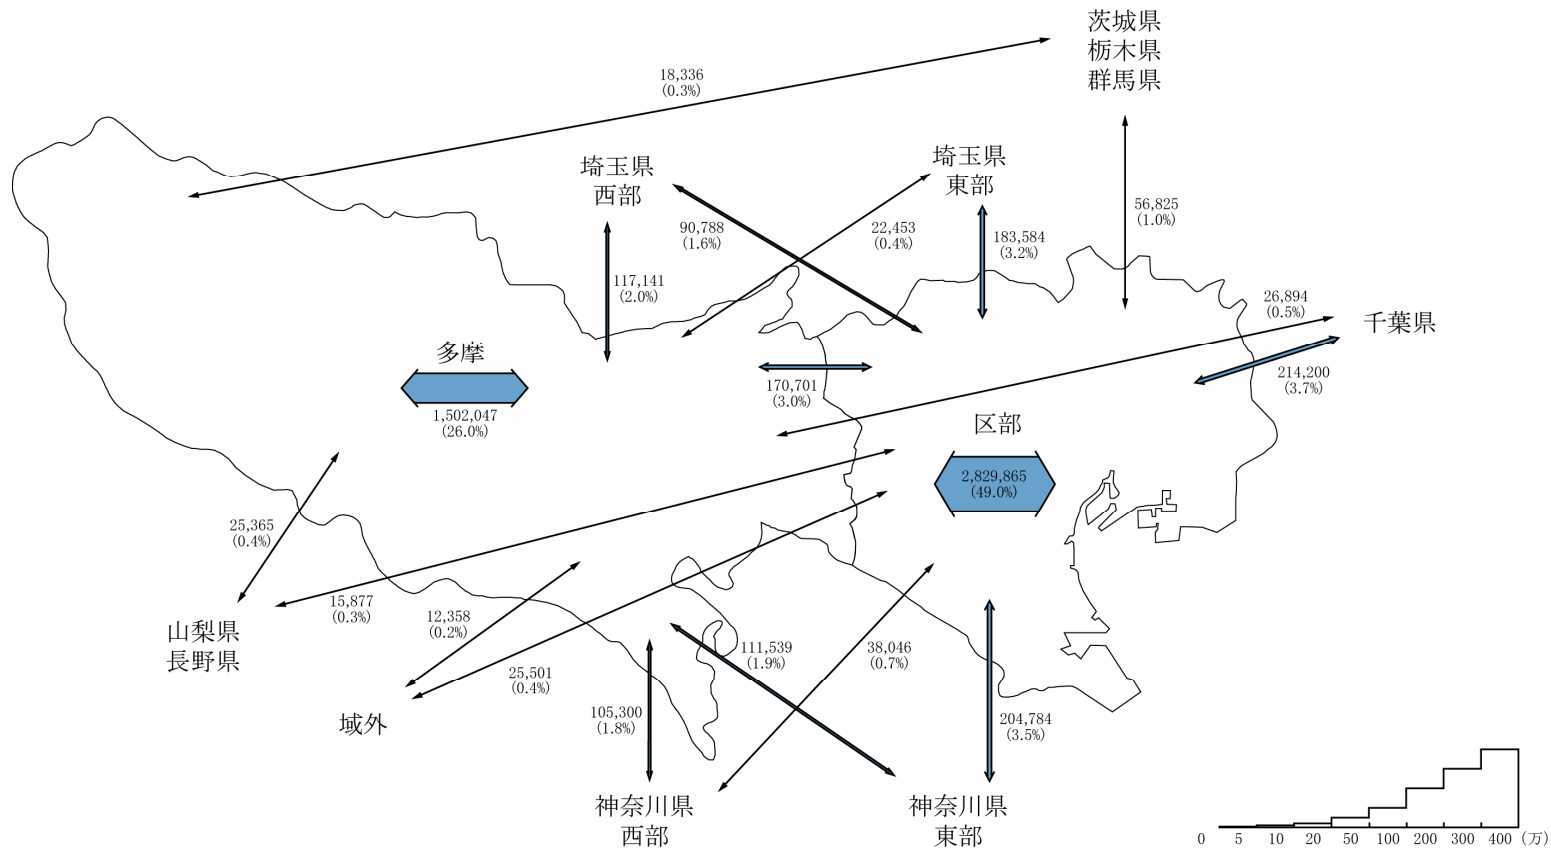 茨城県
栃木県
群馬県
18,336
(0.3%)
埼玉県
西部
埼玉県
東部
90,788
(1.6%)
22,453
(0.4%)
183,584
(3.2%)
56,825
(1.0%)
117,141
(2.0%)
26,894
(0.5%)
千葉県
多摩
1,502,047
(26.0%)
170,701
(3.0%)
214,200
(3.7%)
区部
2,829,865
(49.0%)
25,365
(0.4%)
15,877
(0.3%)
12,358
(0.2%)
山梨県
長野県
25,501
(0.4%)
111,539
(1.9%)
38,046
(0.7%)
域外
105,300
(1.8%)
204,784
(3.5%)
神奈川県
西部
神奈川県
東部
0 5 10 20 50 100 200 300 400 (万)